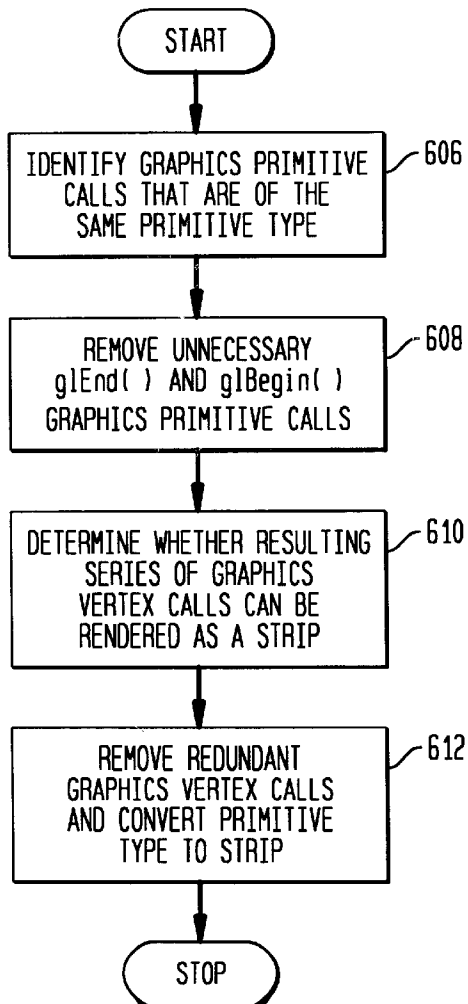 START
IDENTIFY GRAPHICS PRIMITIVE
CALLS THAT ARE OF THE
SAME PRIMITIVE TYPE
606
REMOVE UNNECESSARY
glEnd( ) AND glBegin( )
GRAPHICS PRIMITIVE CALLS
608
DETERMINE WHETHER RESULTING
SERIES OF GRAPHICS
VERTEX CALLS CAN BE
RENDERED AS A STRIP
610
REMOVE REDUNDANT
GRAPHICS VERTEX CALLS
AND CONVERT PRIMITIVE
TYPE TO STRIP
612
STOP